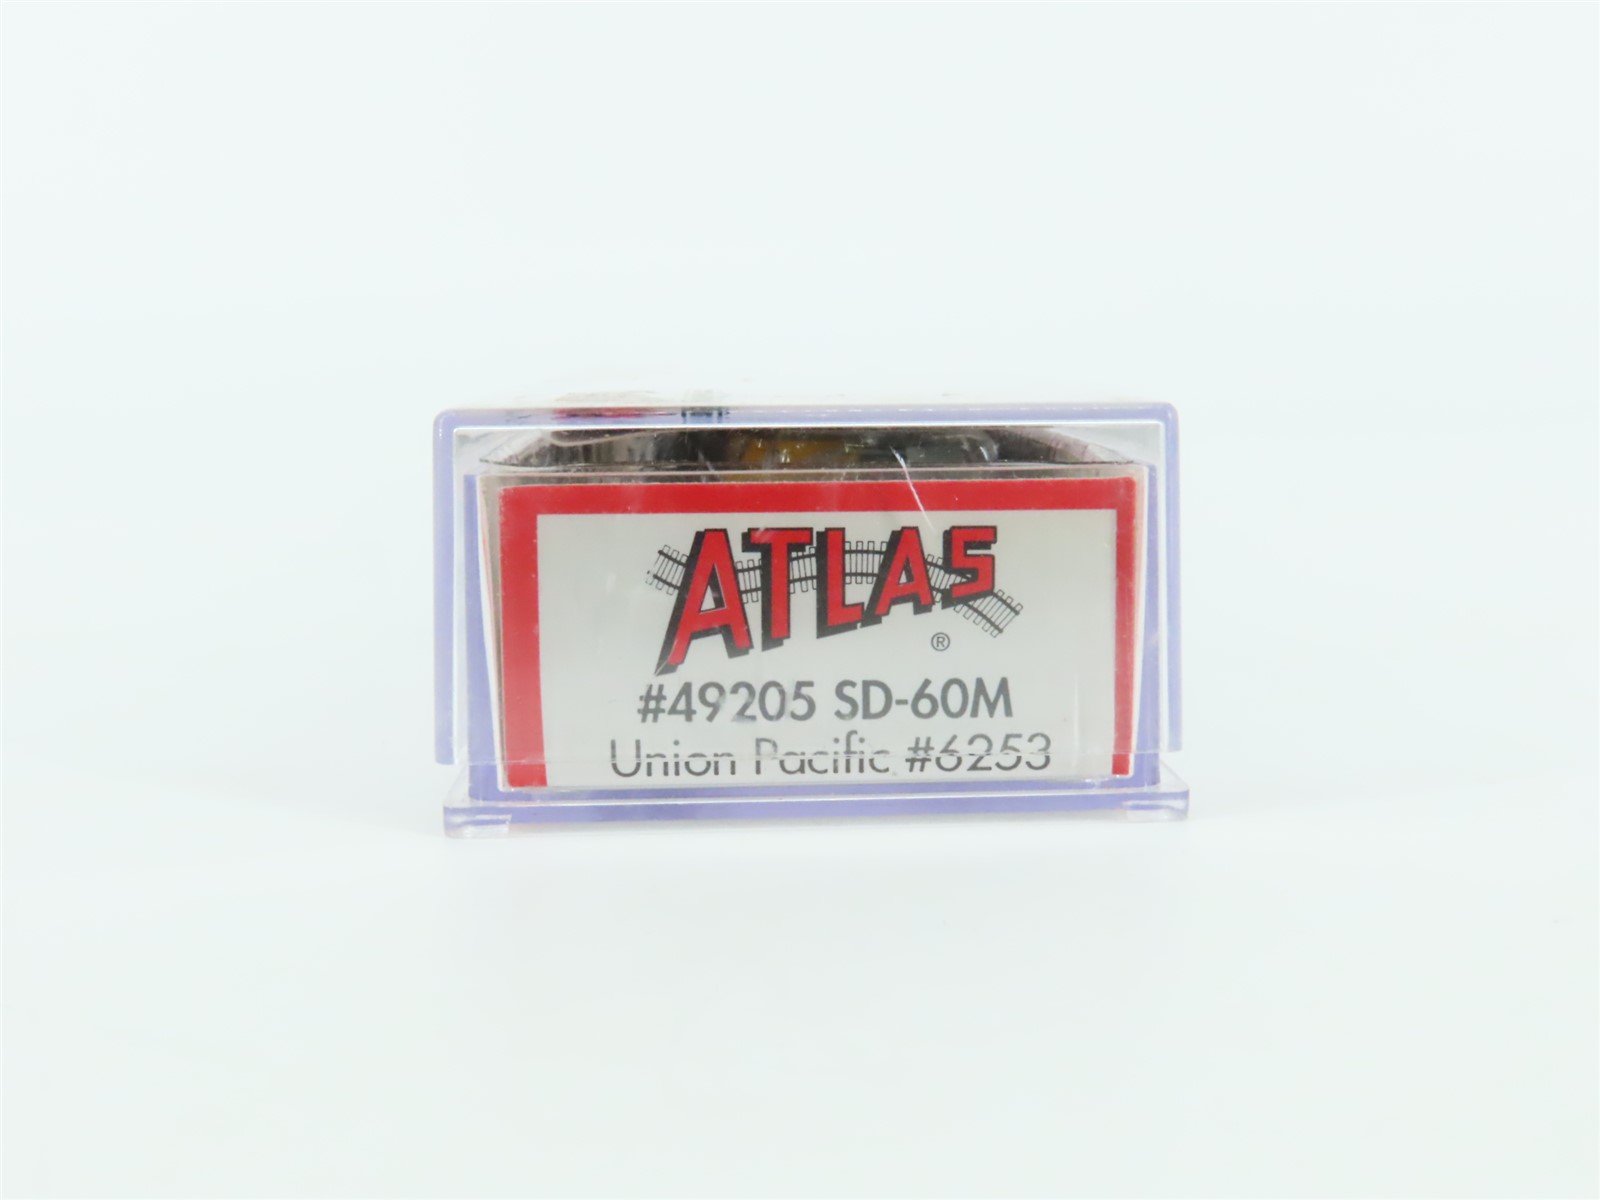 ATLAS
®
#49205 SD-60M
Union Pacific #6253